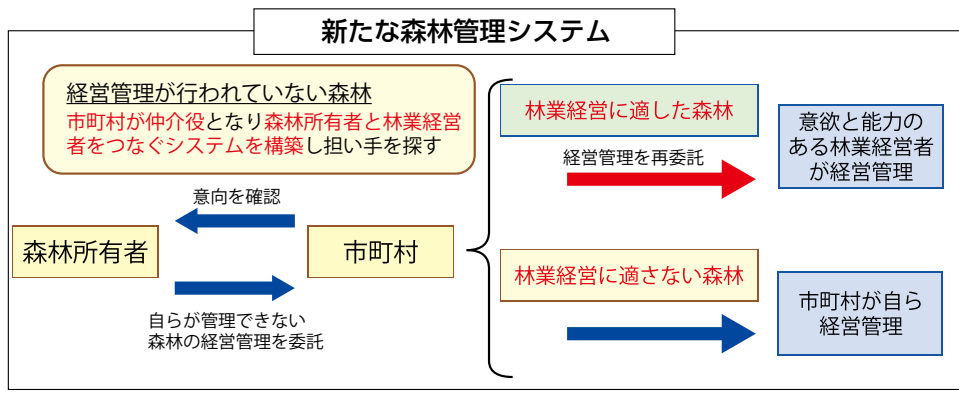 新たな森林管理システム
経営管理が行われていない森林
市町村が仲介役となり森林所有者と林業経営
者をつなぐシステムを構築し担い手を探す
意向を確認
森林所有者
市町村
自らが管理できない
森林の経営管理を委託
林業経営に適した森林
経営管理を再委託
意欲と能力の
ある林業経営者
が経営管理
林業経営に適さない森林
市町村が自ら
経営管理